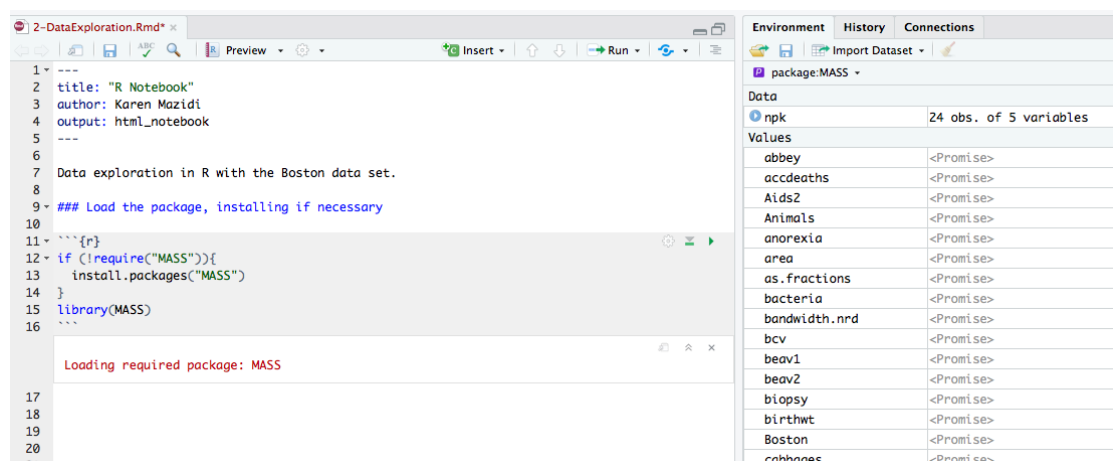 2-DataExploration.Rmd*
ABC
Preview
Insert
Run
1 ---
2 title: "R Notebook"
3 author: Karen Mazidi
4 output: html_notebook
5 ---
6
7 Data exploration in R with the Boston data set.
8
9 ### Load the package, installing if necessary
10
11 ```{r}
12 if (!require("MASS")){
13   install.packages("MASS")
14 }
15 library(MASS)
16 ```
Loading required package: MASS
17
18
19
20
Environment History Connections
Import Dataset
package:MASS
Data
npk 24 obs. of 5 variables
Values
abbey <Promise>
accdeaths <Promise>
Aids2 <Promise>
Animals <Promise>
anorexia <Promise>
area <Promise>
as.fractions <Promise>
bacteria <Promise>
bandwidth.nrd <Promise>
bcv <Promise>
beav1 <Promise>
beav2 <Promise>
biopsy <Promise>
birthwt <Promise>
Boston <Promise>
cabbages <Promise>